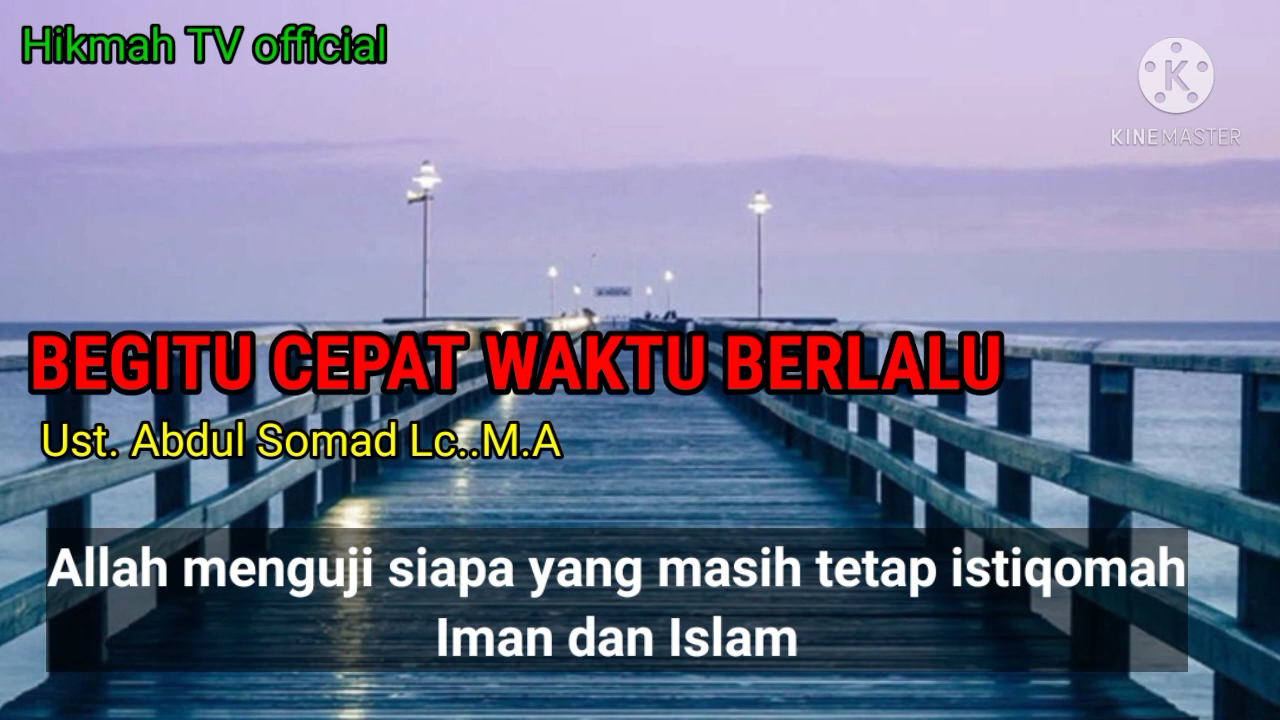 Hikmah TV official
K
KINEMASTER
BEGITU CEPAT WAKTU BERLALU
Ust. Abdul Somad Lc..M.A
Allah menguji siapa yang masih tetap istiqomah
Iman dan Islam